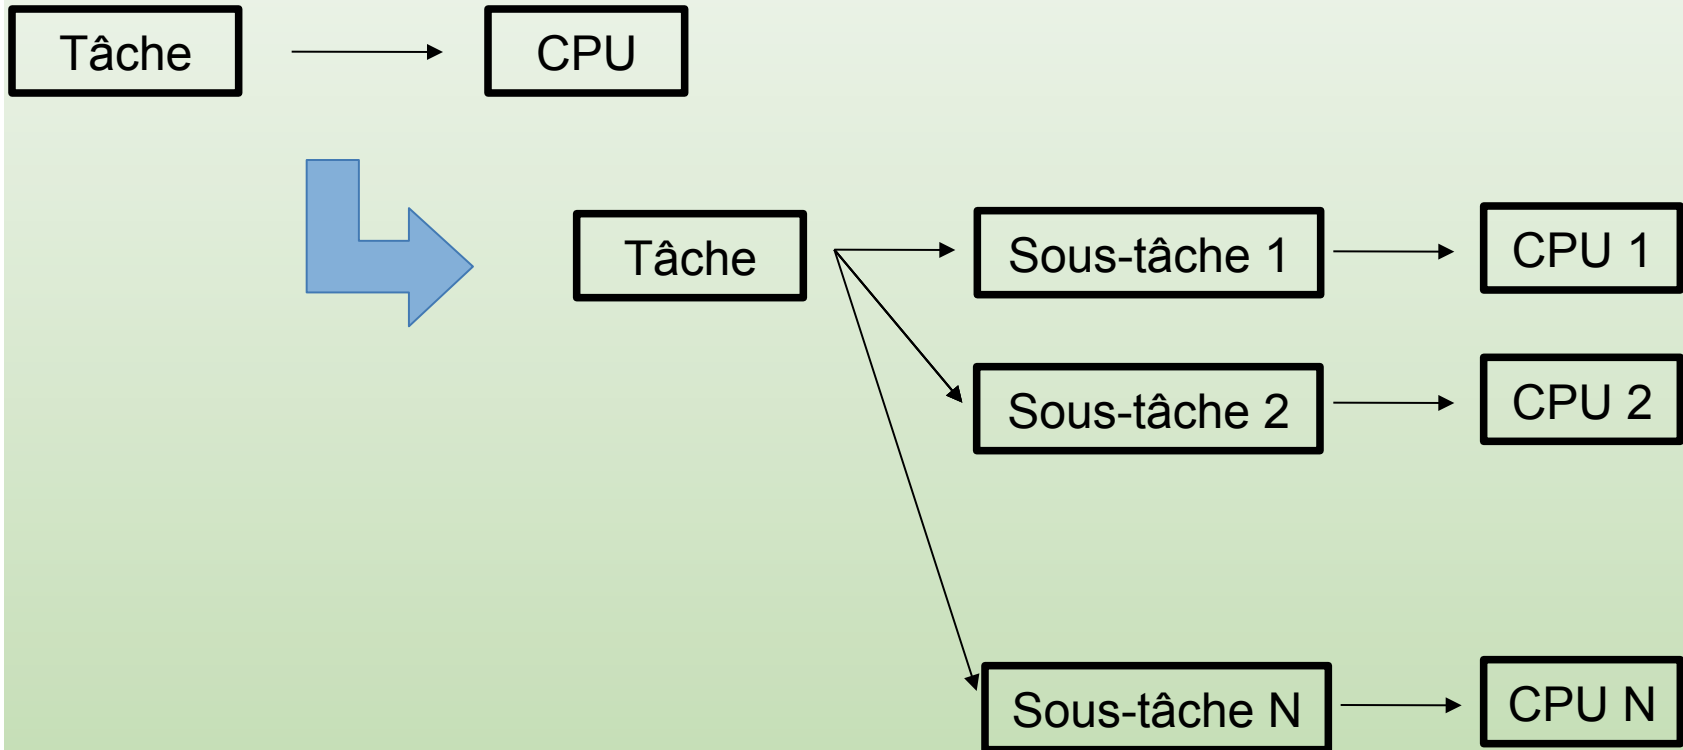 Tâche
CPU
Tâche
Sous-tâche 1
CPU 1
Sous-tâche 2
CPU 2
Sous-tâche N
CPU N